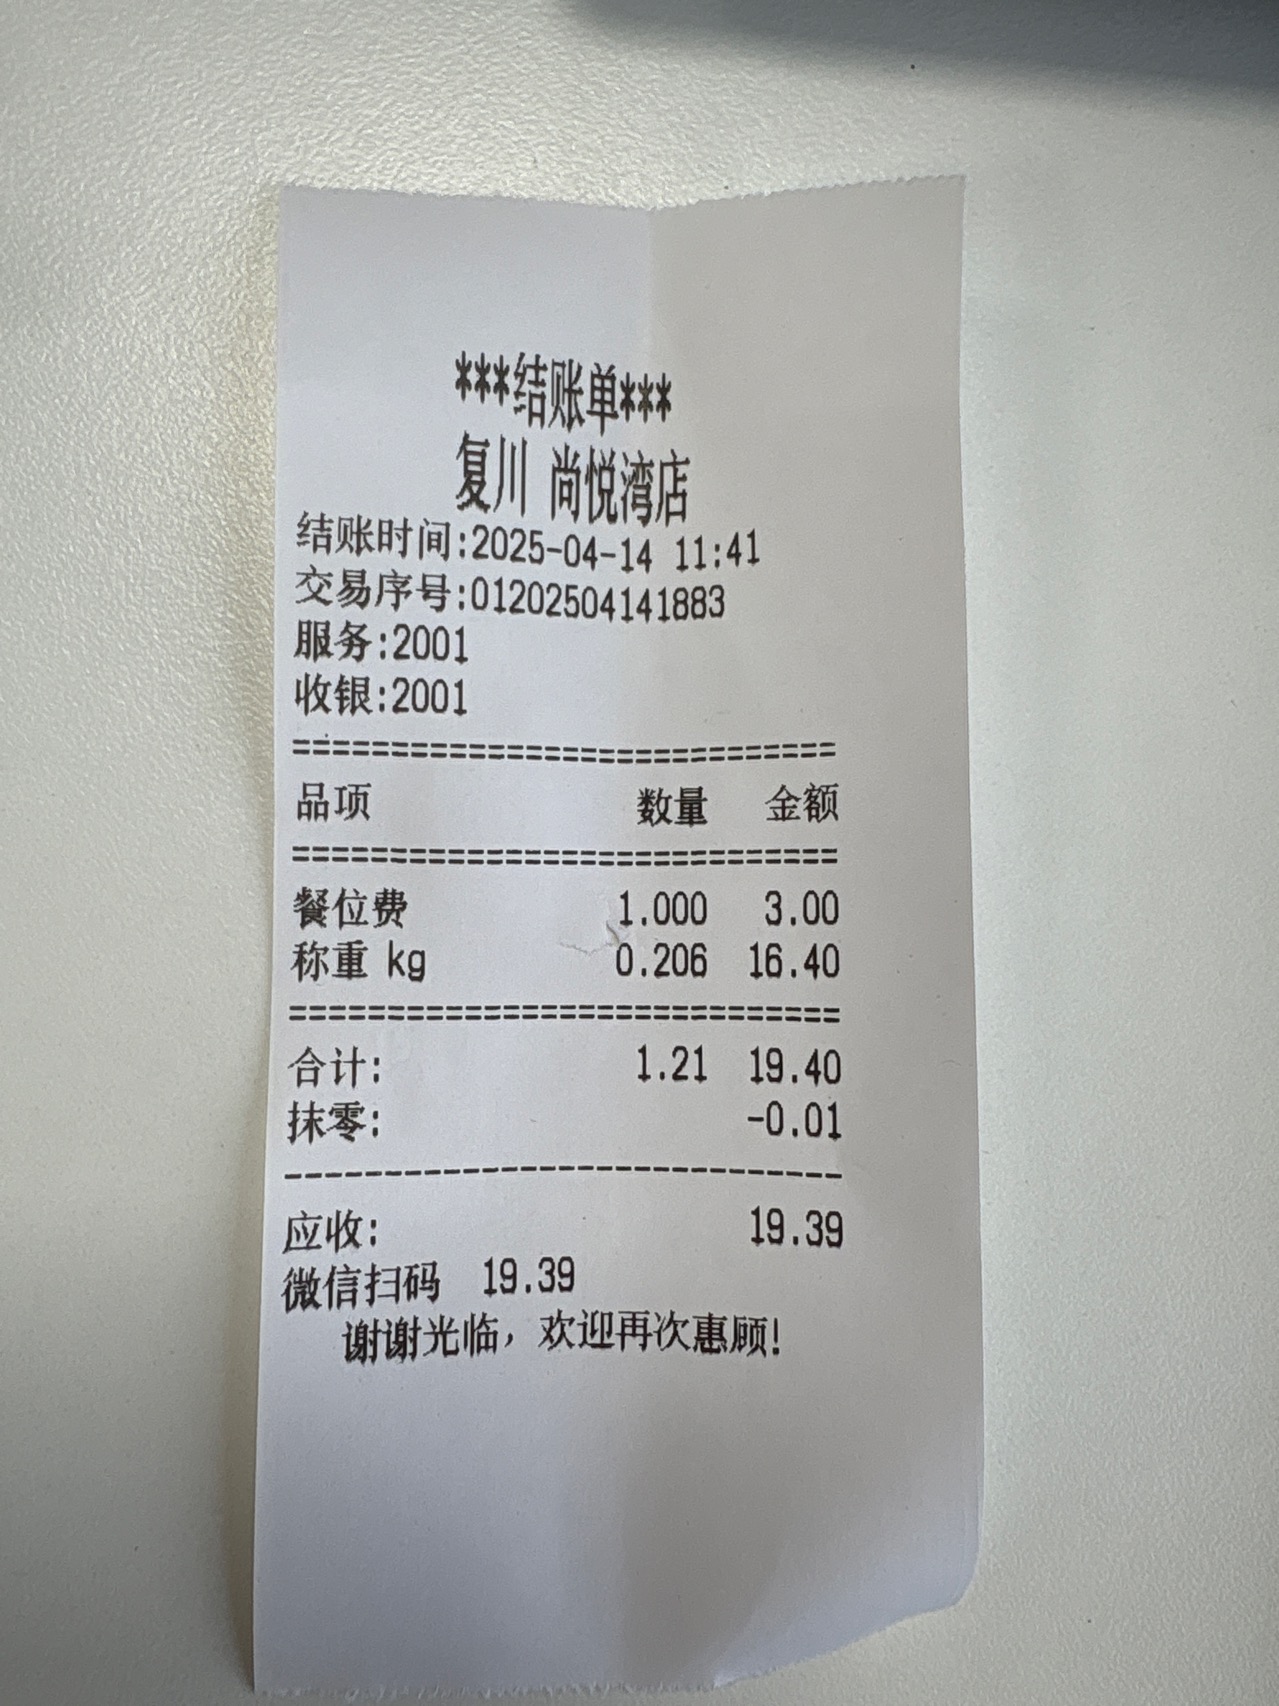 ***结账单***
复川 尚悦湾店
结账时间:2025-04-14 11:41
交易序号:01202504141883
服务:2001
收银:2001
============================
品项 数量 金额
============================
餐位费 1.000 3.00
称重 kg 0.206 16.40
============================
合计: 1.21 19.40
抹零: -0.01
----------------------------
应收: 19.39
微信扫码 19.39
谢谢光临，欢迎再次惠顾!